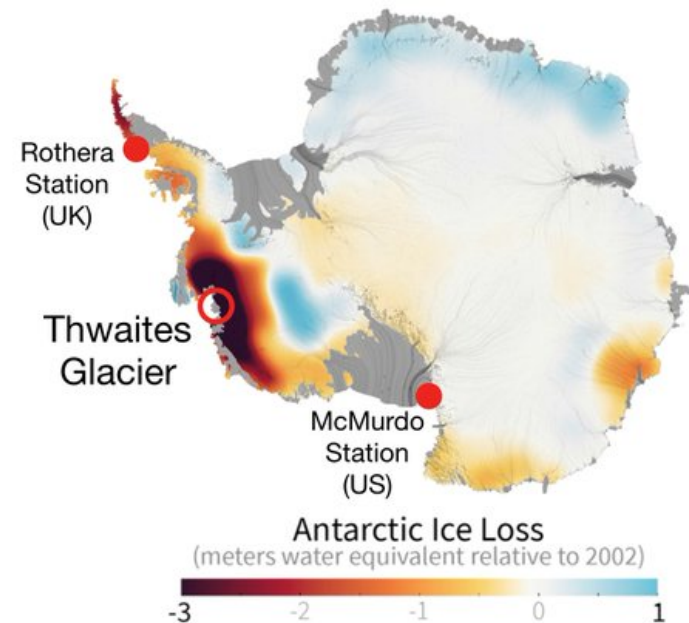 Rothera
Station
(UK)
Thwaites
Glacier
McMurdo
Station
(US)
Antarctic Ice Loss
(meters water equivalent relative to 2002)
-3 -2 -1 0 1